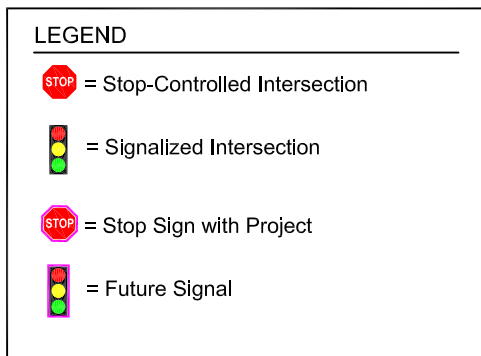 LEGEND
STOP = Stop-Controlled Intersection
= Signalized Intersection
STOP = Stop Sign with Project
= Future Signal